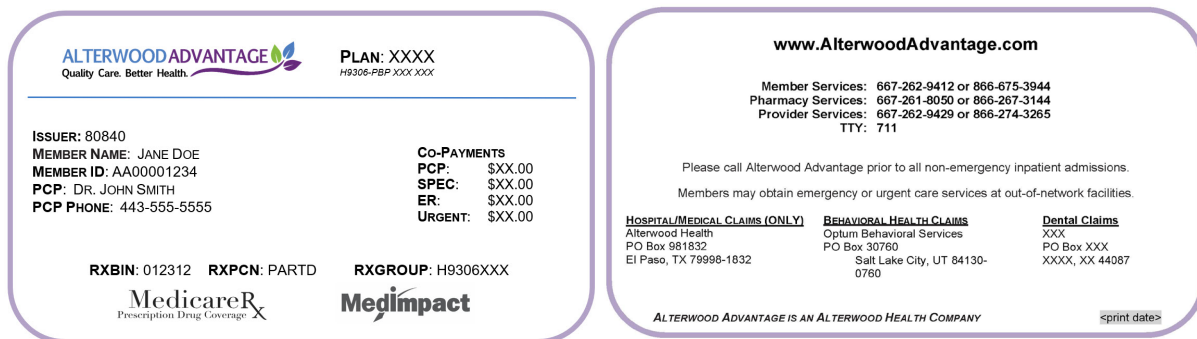 ALTERWOOD ADVANTAGE
Quality Care. Better Health.
PLAN: XXXX
H9306-PBP XXX XXX
ISSUER: 80840
MEMBER NAME: JANE DOE
MEMBER ID: AA00001234
PCP: DR. JOHN SMITH
PCP PHONE: 443-555-5555
CO-PAYMENTS
PCP: $XX.00
SPEC: $XX.00
ER: $XX.00
URGENT: $XX.00
RXBIN: 012312 RXPCN: PARTD RXGROUP: H9306XXX
MedicareRx
Prescription Drug Coverage
Medimpact
www.AlterwoodAdvantage.com
Member Services: 667-262-9412 or 866-675-3944
Pharmacy Services: 667-261-8050 or 866-267-3144
Provider Services: 667-262-9429 or 866-274-3265
TTY: 711
Please call Alterwood Advantage prior to all non-emergency inpatient admissions.
Members may obtain emergency or urgent care services at out-of-network facilities.
HOSPITAL/MEDICAL CLAIMS (ONLY)
Alterwood Health
PO Box 981832
El Paso, TX 79998-1832
BEHAVIORAL HEALTH CLAIMS
Optum Behavioral Services
PO Box 30760
Salt Lake City, UT 84130-
0760
Dental Claims
XXX
PO Box XXX
XXXX, XX 44087
ALTERWOOD ADVANTAGE IS AN ALTERWOOD HEALTH COMPANY
<print date>